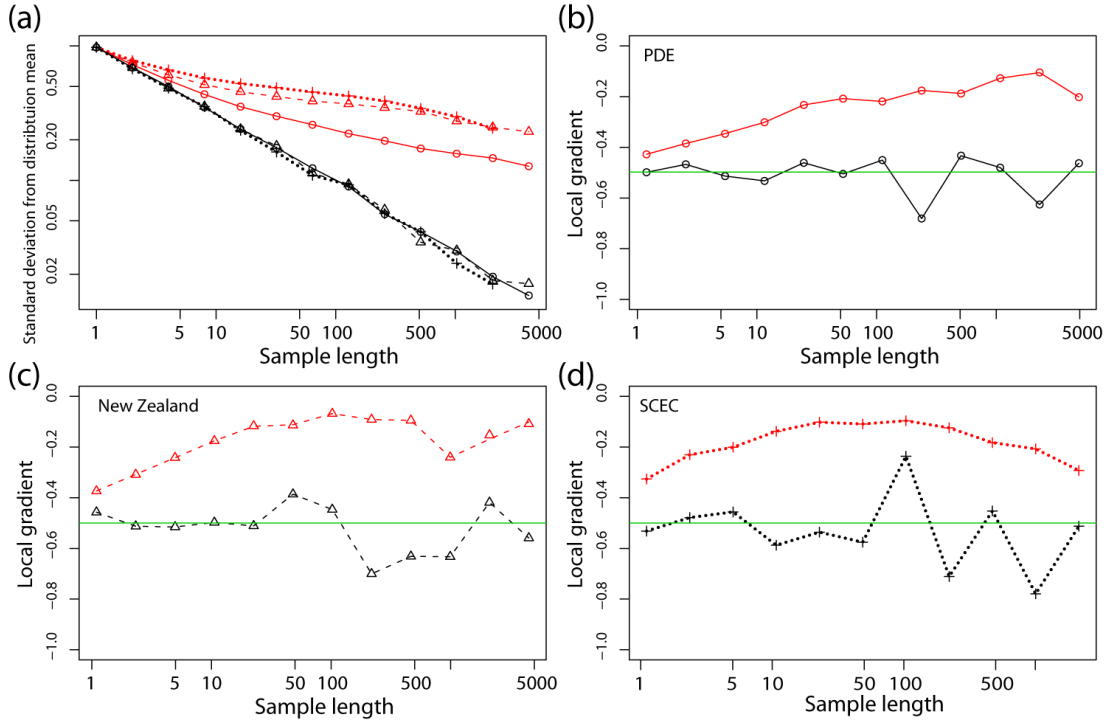 (a)
Standard deviation from distribtuion mean
0.50
0.20
0.05
0.02
1 5 10 50 100 500 5000
Sample length
(b)
PDE
Local gradient
0.0
−0.2
−0.4
−0.6
−0.8
−1.0
1 5 10 50 100 500 5000
Sample length
(c)
New Zealand
Local gradient
0.0
−0.2
−0.4
−0.6
−0.8
−1.0
1 5 10 50 100 500 5000
Sample length
(d)
SCEC
Local gradient
0.0
−0.2
−0.4
−0.6
−0.8
−1.0
1 5 10 50 100 500
Sample length